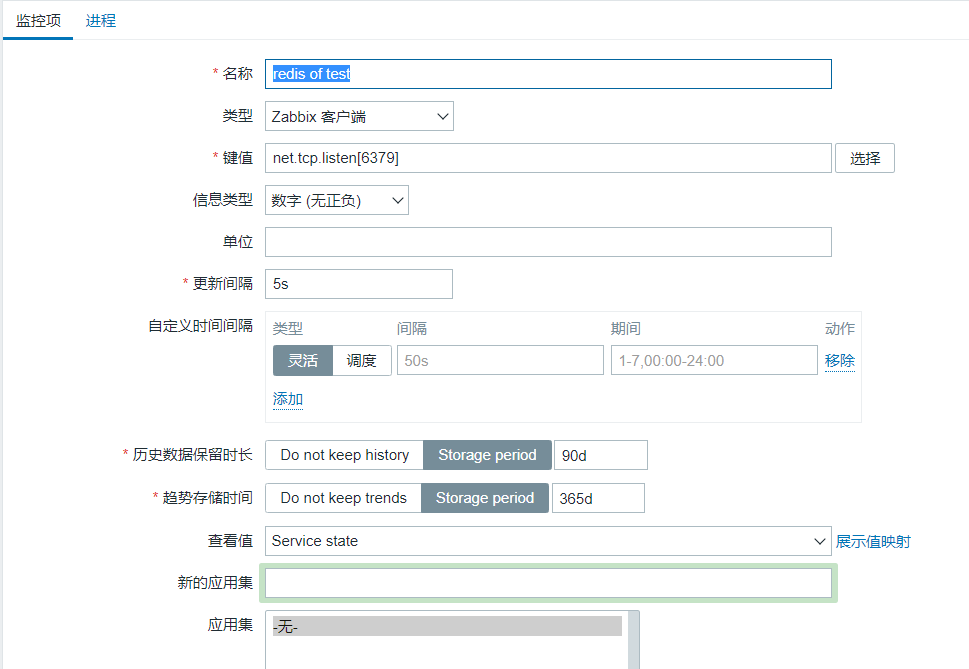 监控项 进程
* 名称 redis of test
类型 Zabbix 客户端
* 键值 net.tcp.listen[6379] 选择
信息类型 数字 (无正负)
单位
* 更新间隔 5s
自定义时间间隔 类型 间隔 期间 动作
灵活 调度 50s 1-7,00:00-24:00 移除
添加
* 历史数据保留时长 Do not keep history Storage period 90d
* 趋势存储时间 Do not keep trends Storage period 365d
查看值 Service state 展示值映射
新的应用集
应用集 -无-